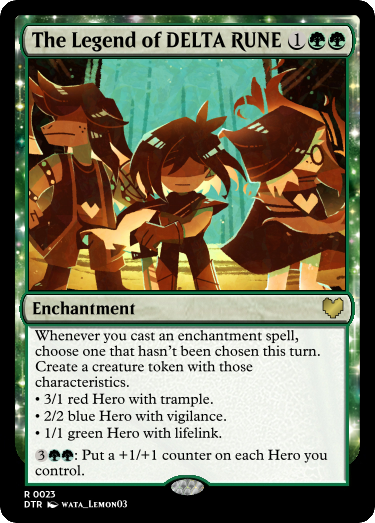 The Legend of DELTA RUNE 1
Enchantment
Whenever you cast an enchantment spell,
choose one that hasn't been chosen this turn.
Create a creature token with those
characteristics.
• 3/1 red Hero with trample.
• 2/2 blue Hero with vigilance.
• 1/1 green Hero with lifelink.
3: Put a +1/+1 counter on each Hero you
control.
R 0023
DTR wata_Lemon03